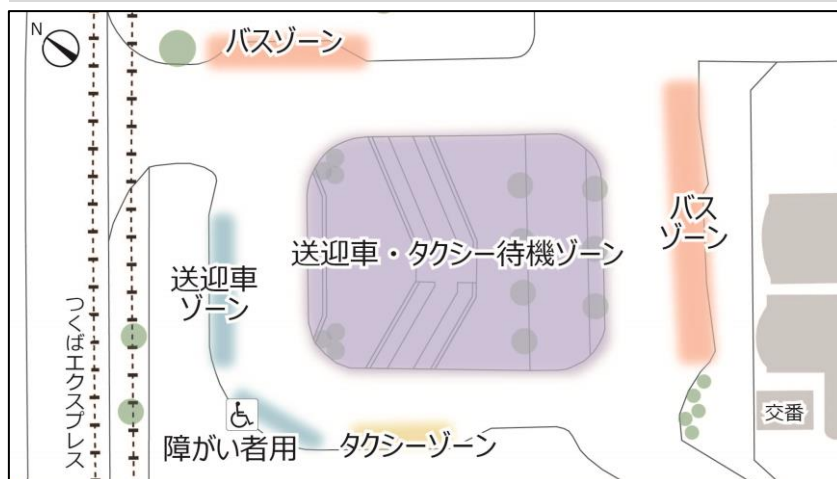 N
バスゾーン
バス
ゾーン
送迎車・タクシー待機ゾーン
送迎車
ゾーン
つくばエクスプレス
障がい者用
タクシーゾーン
交番